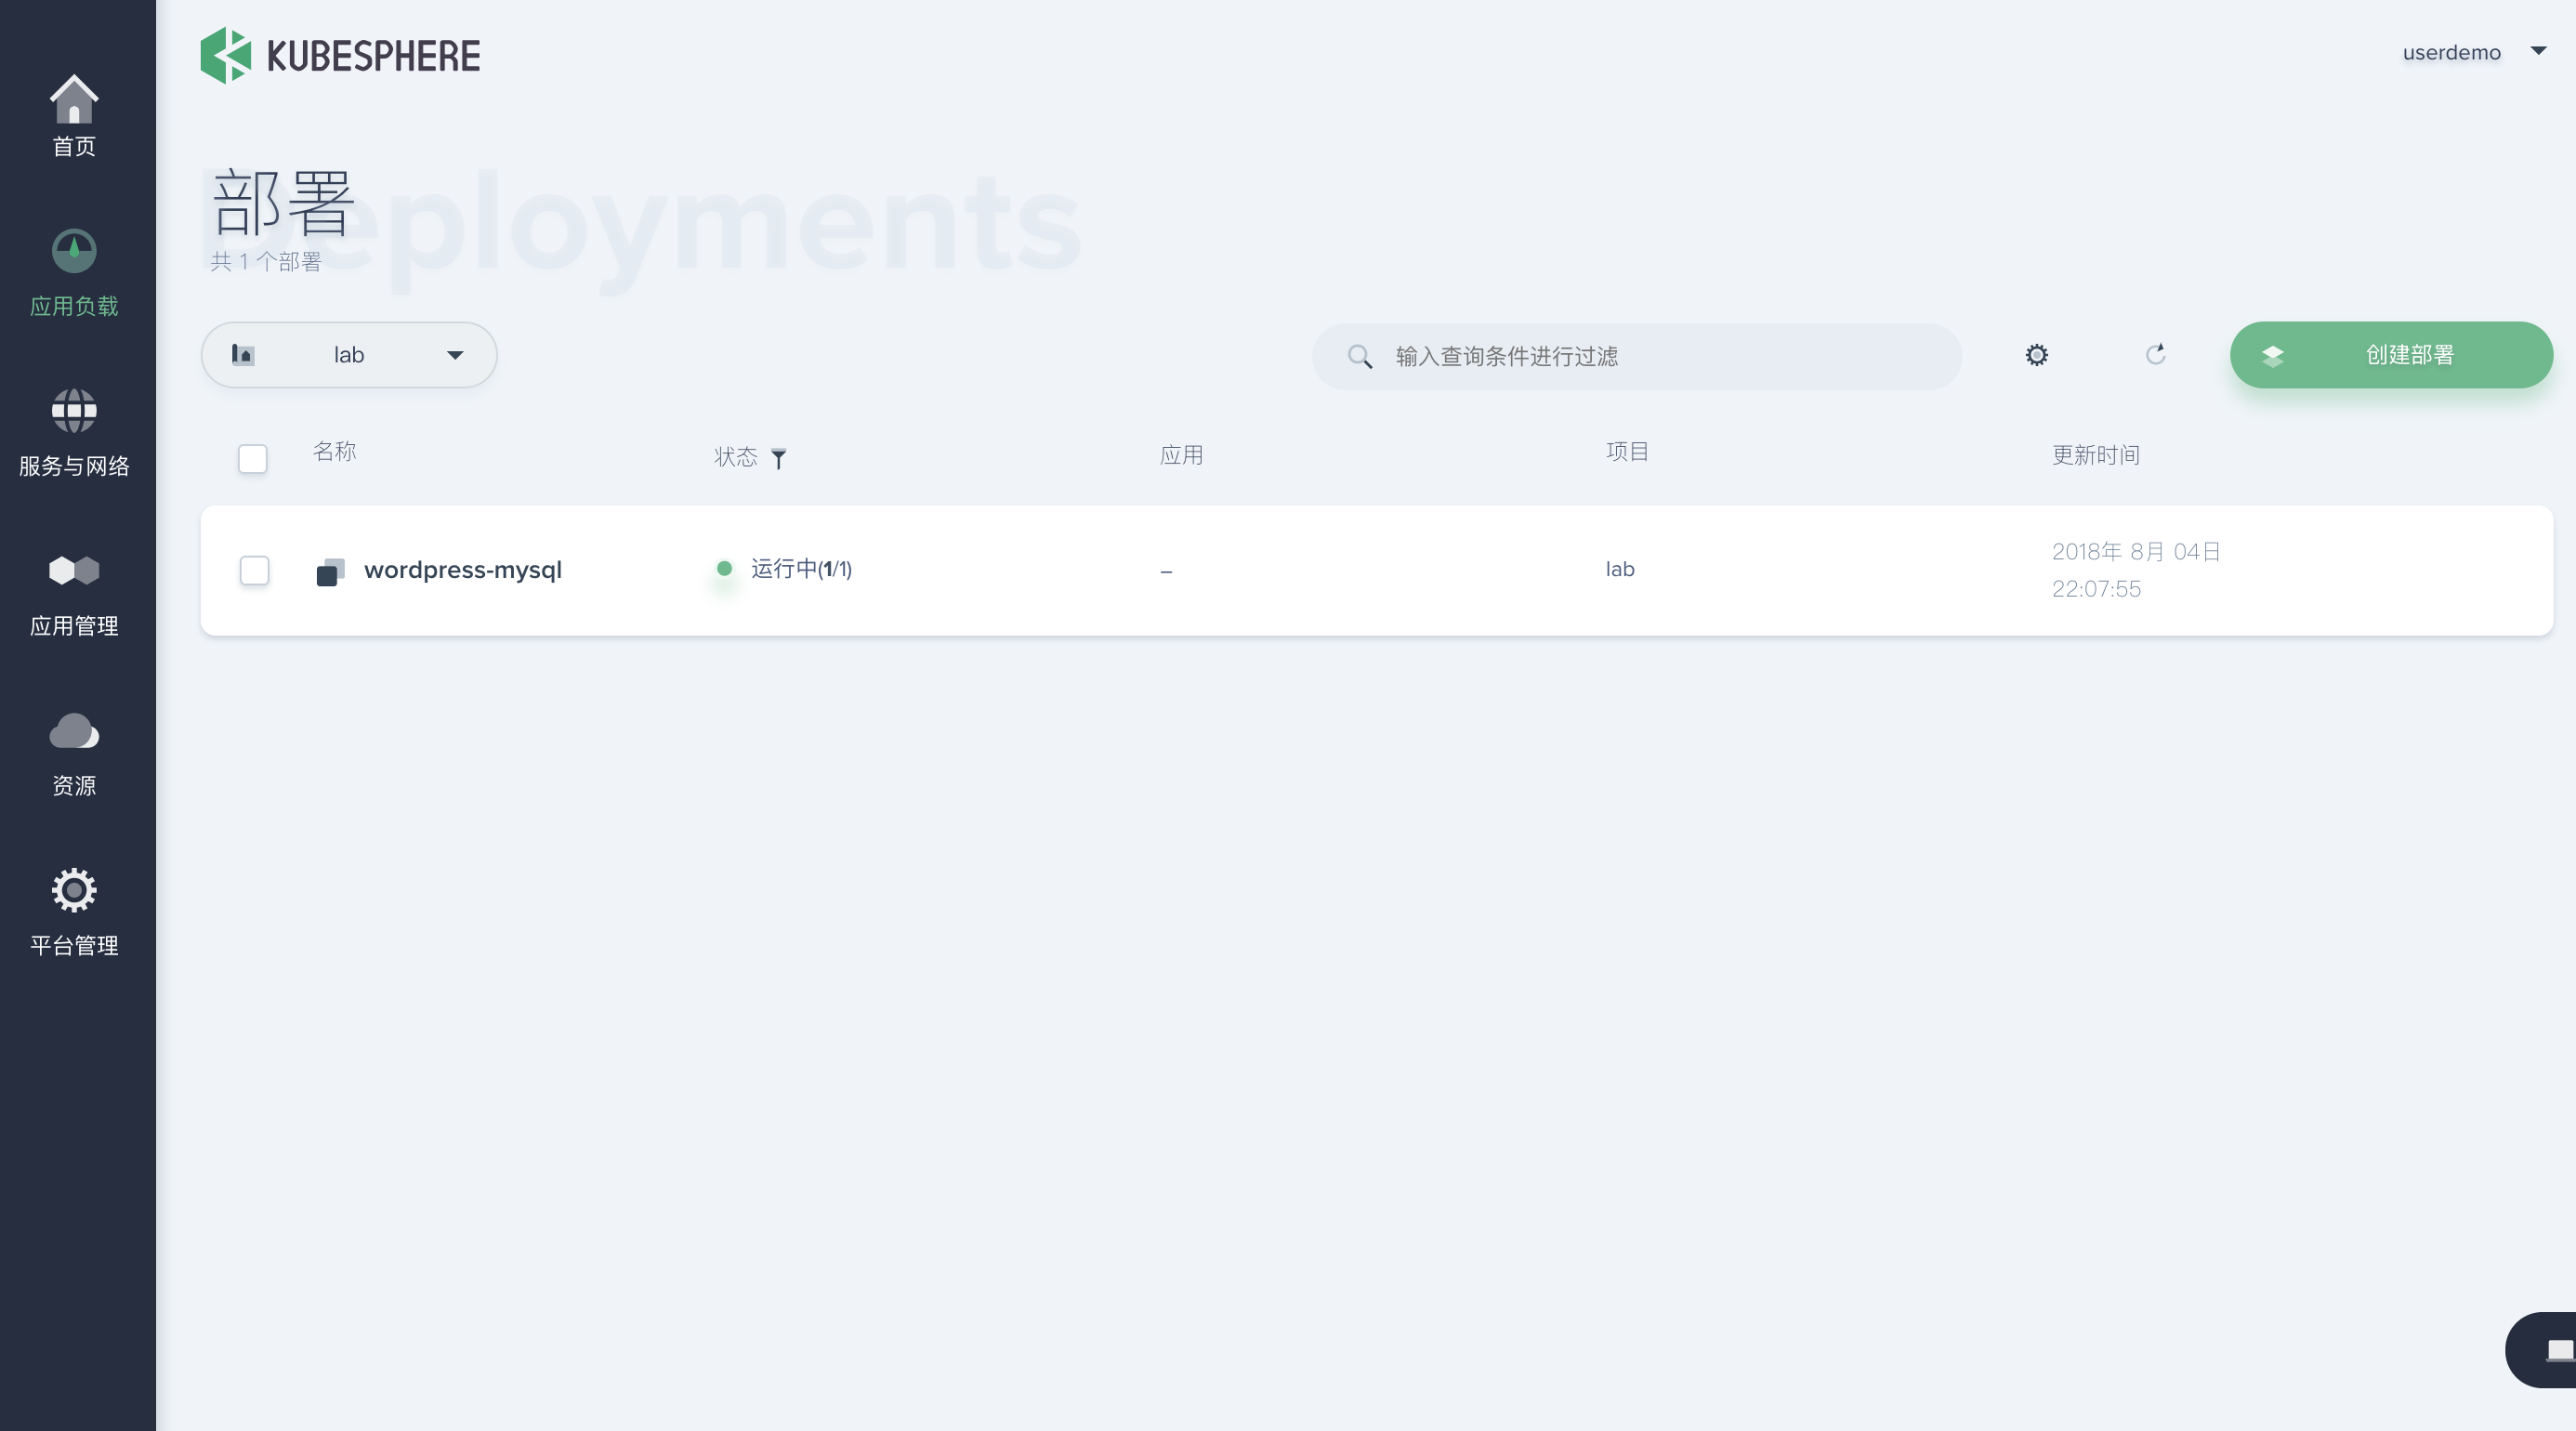 KUBESPHERE
userdemo
首页
应用负载
服务与网络
应用管理
资源
平台管理
Deployments
部署
共 1 个部署
lab
输入查询条件进行过滤
创建部署
名称 状态 应用 项目 更新时间
wordpress-mysql 运行中(1/1) – lab 2018年 8月 04日
22:07:55